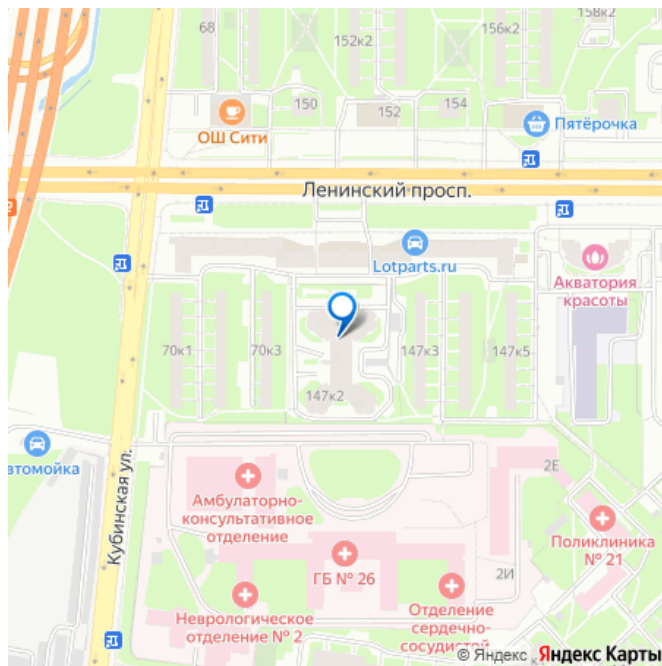 158к2
68
152к2
156к2
150
152
154
ОШ Сити
Пятёрочка
Ленинский просп.
Lotparts.ru
Акватория
красоты
70к1
70к3
147к3
147к5
147к2
втомойка
Кубинская ул.
2Е
Амбулаторно-
консультативное
отделение
Поликлиника
№ 21
ГБ № 26
2И
Неврологическое
отделение № 2
Отделение
сердечно-
сосудистой
© Яндекс Яндекс Карты